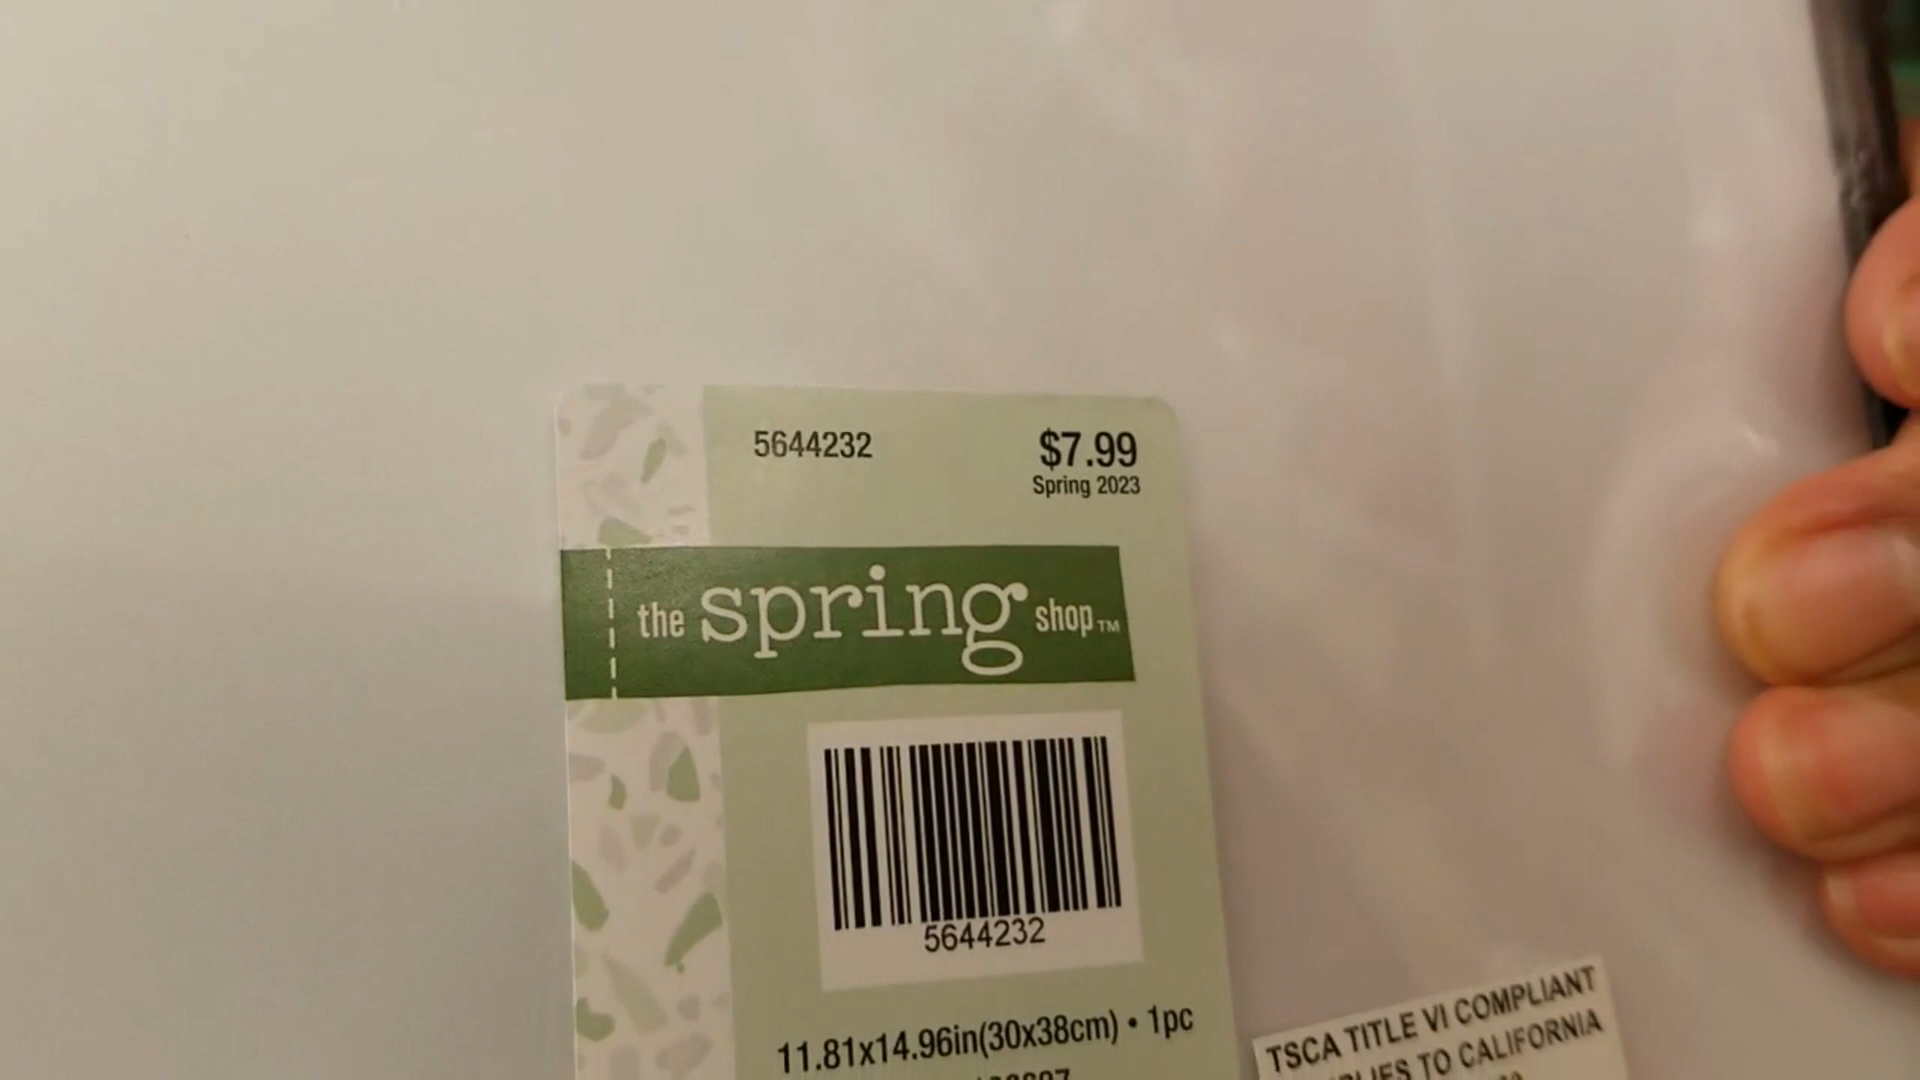 5644232
$7.99
Spring 2023
the spring shop™
5644232
11.81x14.96in(30x38cm) • 1pc
TSCA TITLE VI COMPLIANT
TO CALIFORNIA